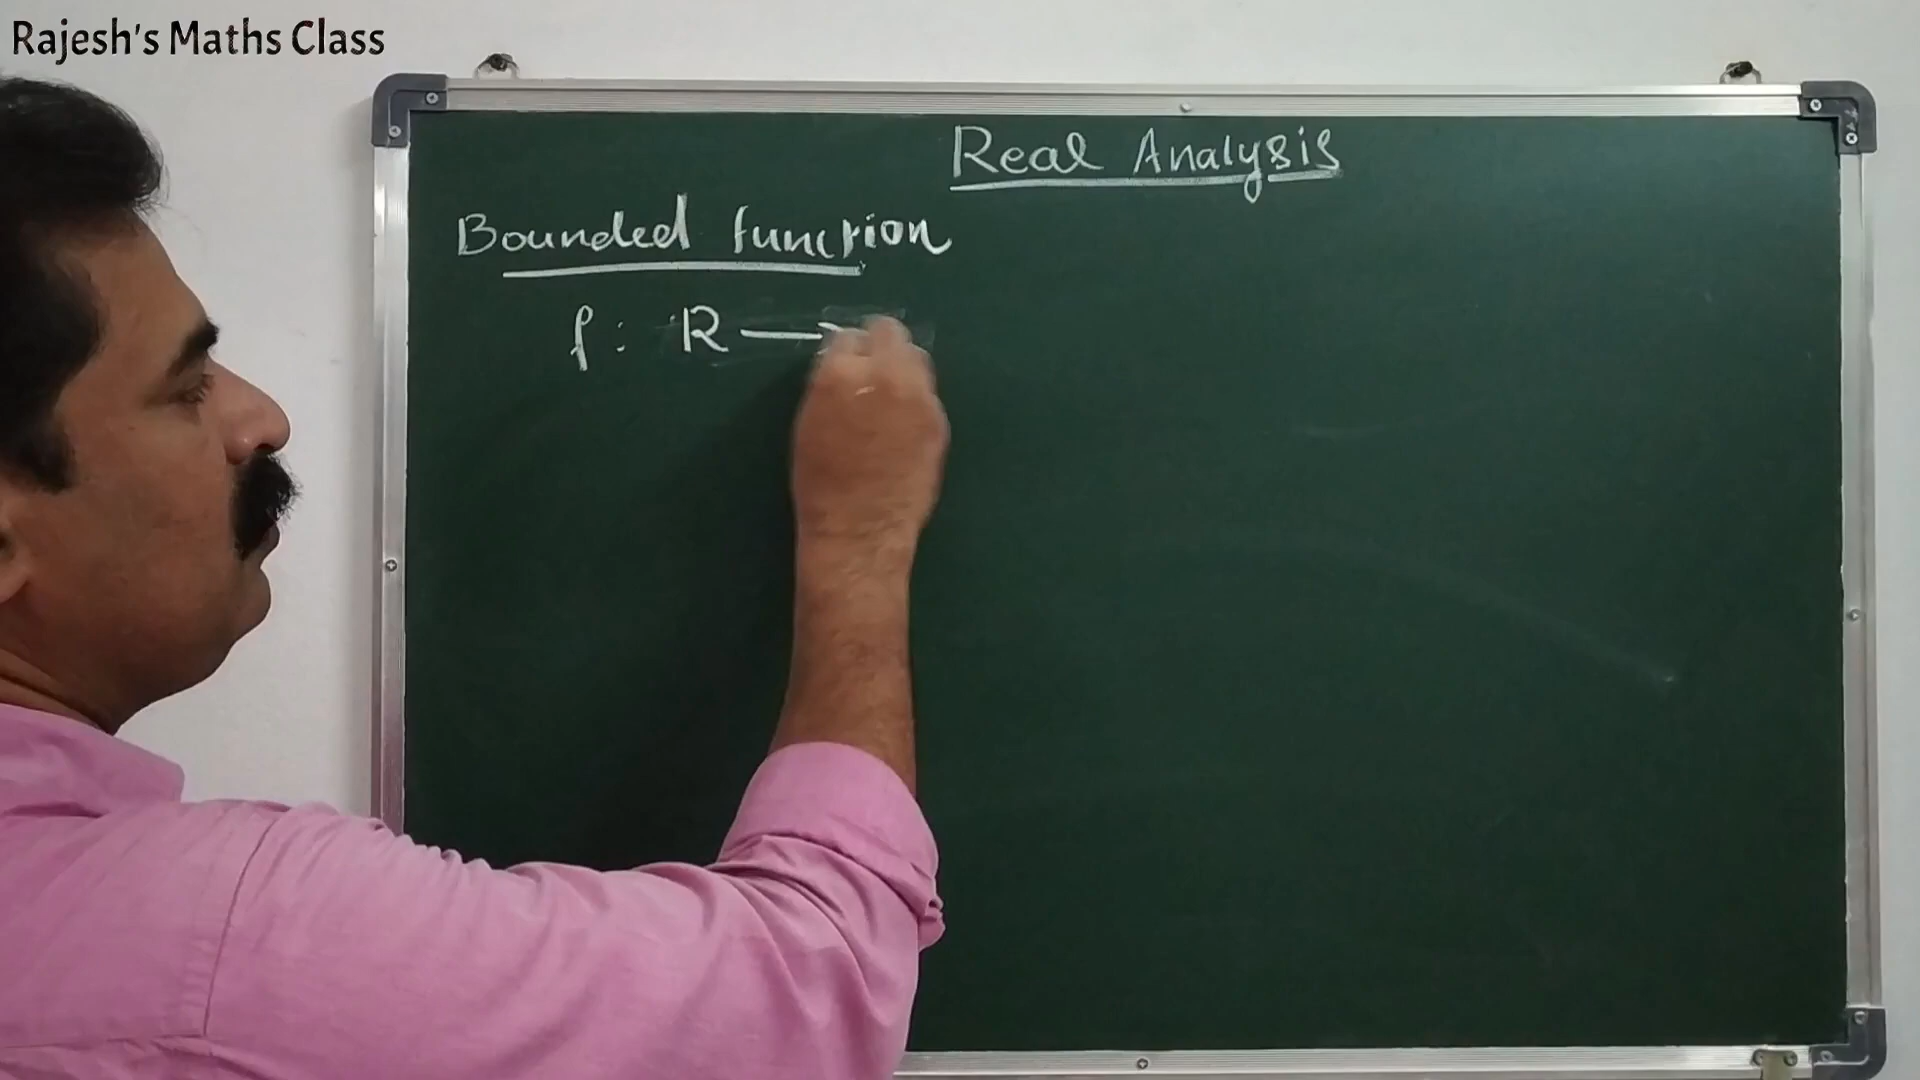 Rajesh's Maths Class
Real Analysis
Bounded function
f: R →